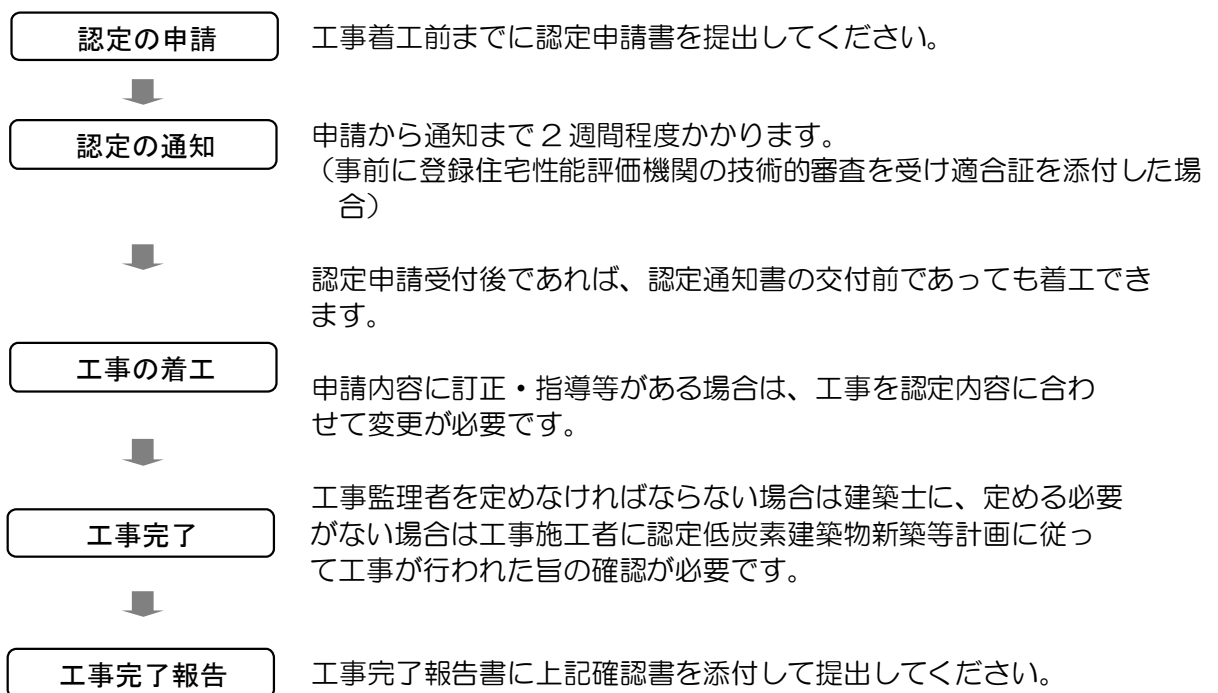 認定の申請
工事着工前までに認定申請書を提出してください。
認定の通知
申請から通知まで２週間程度かかります。
（事前に登録住宅性能評価機関の技術的審査を受け適合証を添付した場
合）
認定申請受付後であれば、認定通知書の交付前であっても着工でき
ます。
工事の着工
申請内容に訂正・指導等がある場合は、工事を認定内容に合わ
せて変更が必要です。
工事監理者を定めなければならない場合は建築士に、定める必要
工事完了
がない場合は工事施工者に認定低炭素建築物新築等計画に従っ
て工事が行われた旨の確認が必要です。
工事完了報告
工事完了報告書に上記確認書を添付して提出してください。